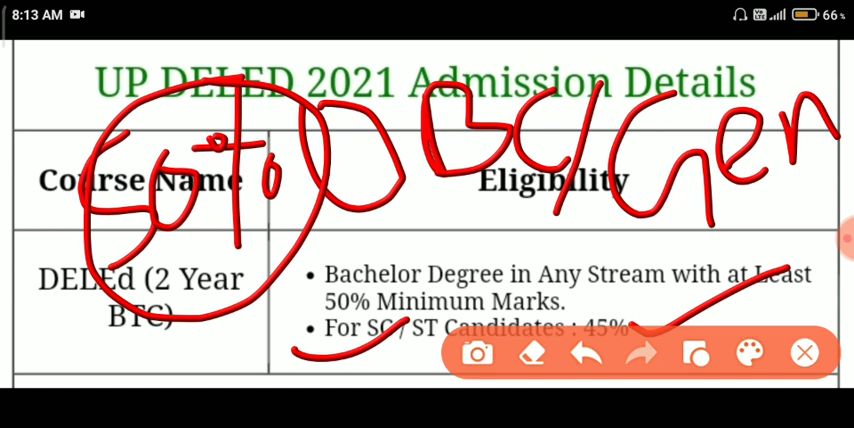 8:13 AM 66%
UP DELED 2021 Admission Details
50% OBC/Gen
Course Name Eligibility
DELEd (2 Year BTC)
• Bachelor Degree in Any Stream with at Least
50% Minimum Marks.
• For SC / ST Candidates : 45%